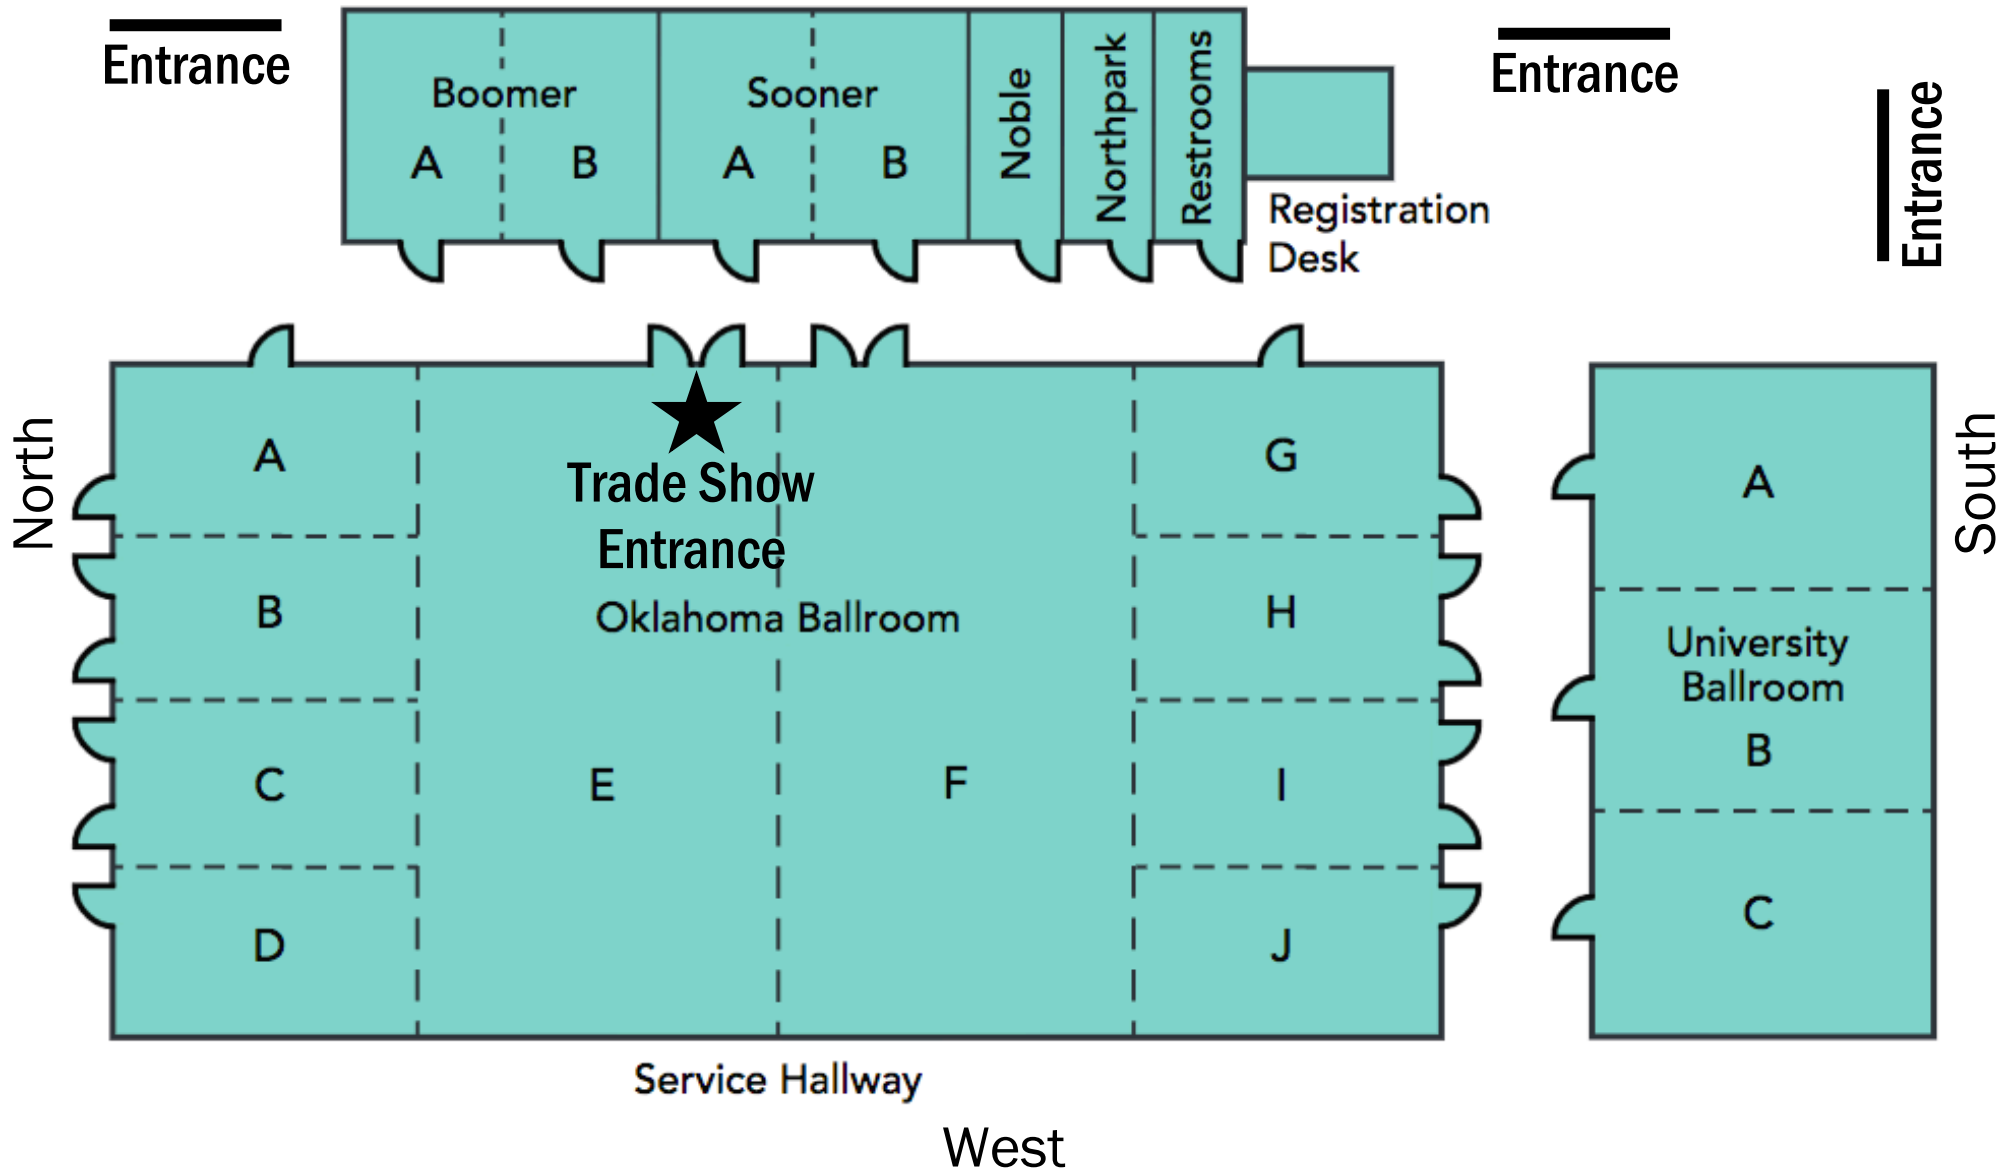 Entrance
Entrance
Entrance
Boomer
A
B
Sooner
A
B
Noble
Northpark
Restrooms
Registration
Desk
North
South
A
B
C
D
Trade Show
Entrance
Oklahoma Ballroom
E
F
G
H
I
J
A
University
Ballroom
B
C
Service Hallway
West